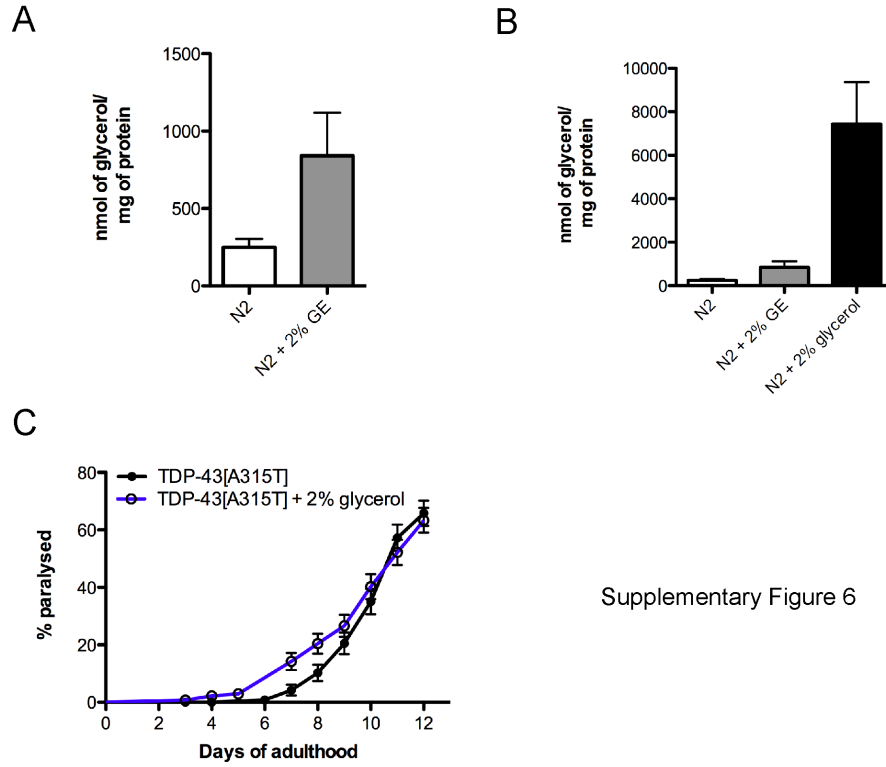 A
nmol of glycerol/
mg of protein
1500
1000
500
0
N2
N2 + 2% GE
B
nmol of glycerol/
mg of protein
10000
8000
6000
4000
2000
0
N2
N2 + 2% GE
N2 + 2% glycerol
C
% paralysed
80
60
40
20
0
TDP-43[A315T]
TDP-43[A315T] + 2% glycerol
0 2 4 6 8 10 12
Days of adulthood
Supplementary Figure 6